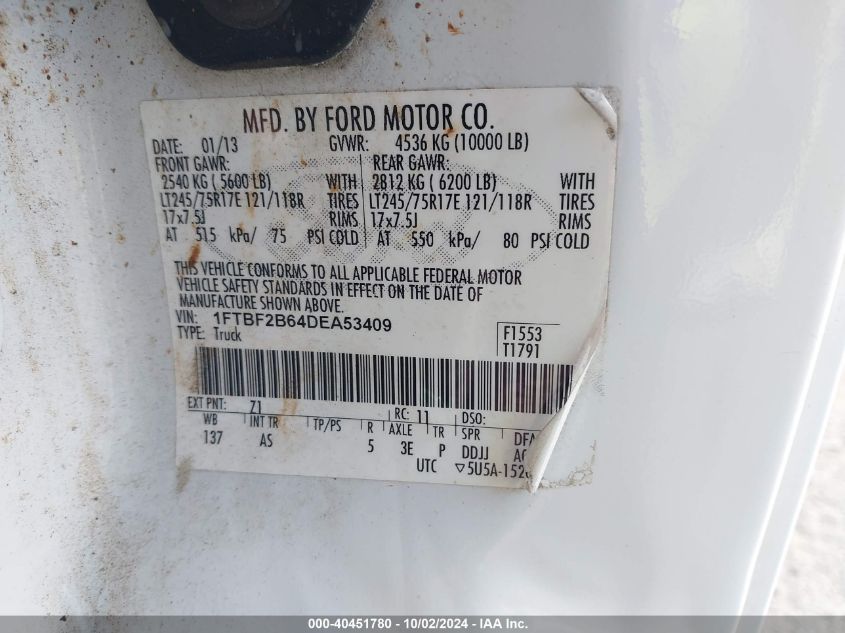 MFD. BY FORD MOTOR CO.
DATE: 01/13 GVWR: 4536 KG (10000 LB)
FRONT GAWR: REAR GAWR:
2540 KG ( 5600 LB) WITH 2812 KG ( 6200 LB) WITH
LT245/75R17E 121/118R TIRES LT245/75R17E 121/118R TIRES
17x7.5J RIMS 17x7.5J RIMS
AT 515 kPa/ 75 PSI COLD AT 550 kPa/ 80 PSI COLD
THIS VEHICLE CONFORMS TO ALL APPLICABLE FEDERAL MOTOR
VEHICLE SAFETY STANDARDS IN EFFECT ON THE DATE OF
MANUFACTURE SHOWN ABOVE.
VIN: 1FTBF2B64DEA53409
TYPE: Truck
F1553
T1791
EXT PNT: Z1 RC: 11 DSO:
WB INT TR TP/PS R AXLE TR SPR
137 AS 5 3E P DDJJ
UTC ▽5U5A-152
000-40451780 - 10/02/2024 - IAA Inc.